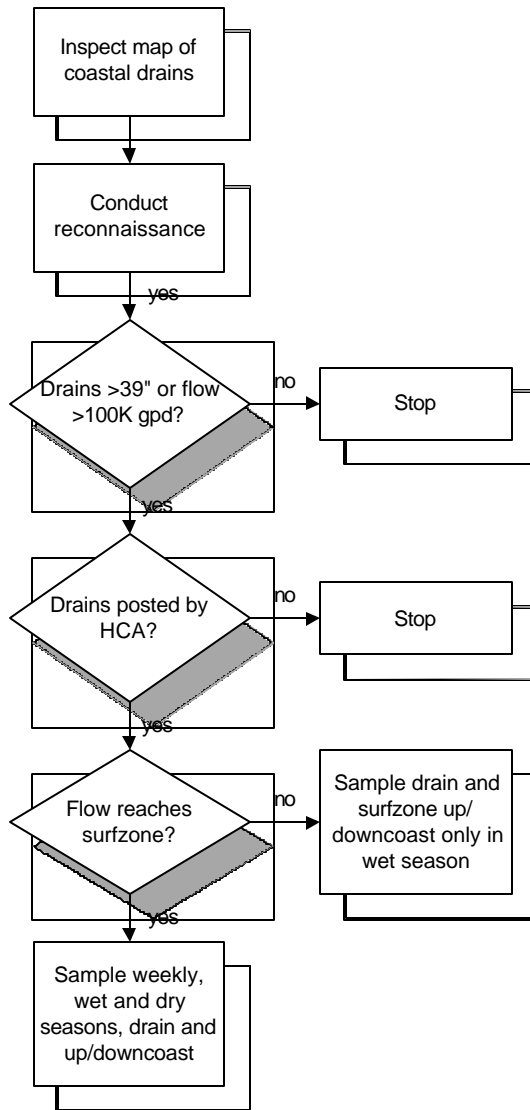 Inspect map of
coastal drains
Conduct
reconnaissance
yes
Drains >39" or flow
>100K gpd?
no
Stop
yes
Drains posted by
HCA?
no
Stop
yes
Flow reaches
surfzone?
no
Sample drain and
surfzone up/
downcoast only in
wet season
yes
Sample weekly,
wet and dry
seasons, drain and
up/downcoast